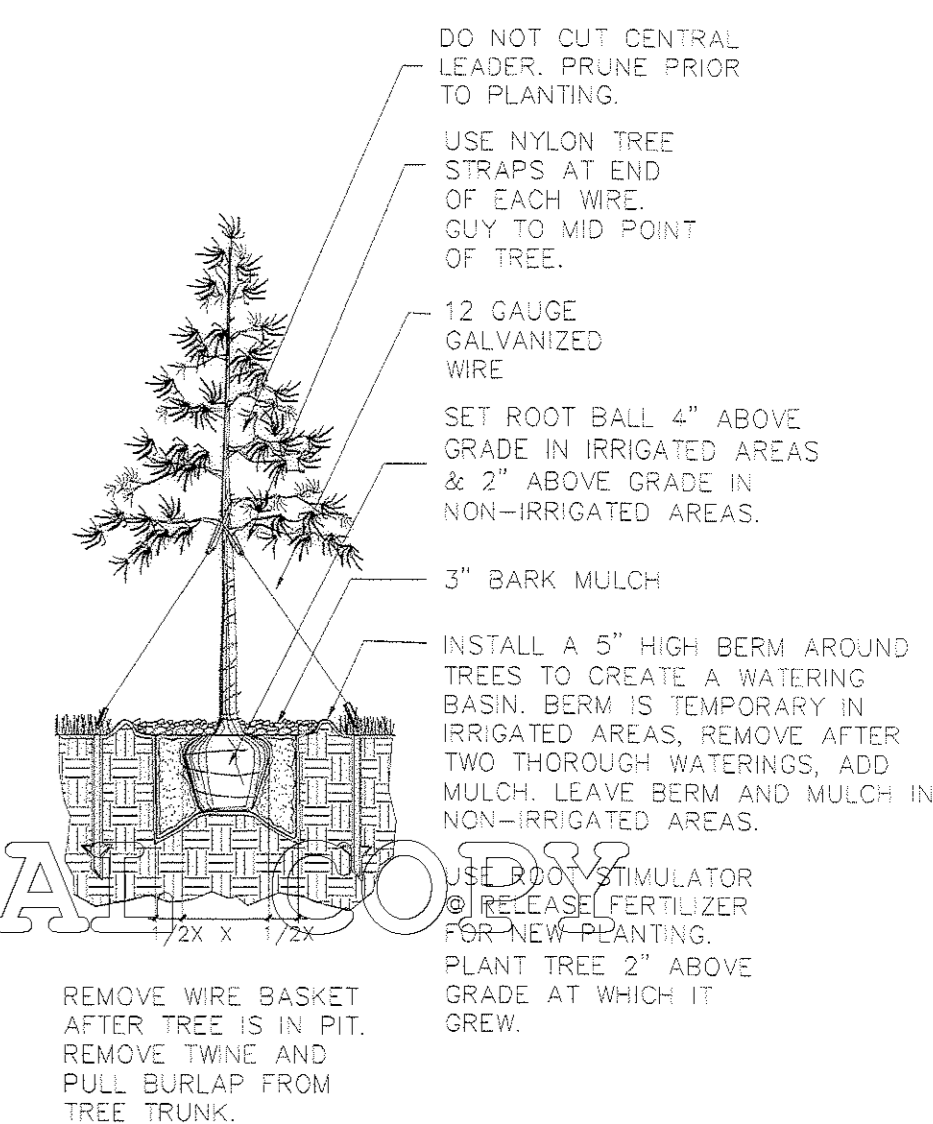 DO NOT CUT CENTRAL
LEADER. PRUNE PRIOR
TO PLANTING.
USE NYLON TREE
STRAPS AT END
OF EACH WIRE.
GUY TO MID POINT
OF TREE.
12 GAUGE
GALVANIZED
WIRE
SET ROOT BALL 4" ABOVE
GRADE IN IRRIGATED AREAS
& 2" ABOVE GRADE IN
NON-IRRIGATED AREAS.
3" BARK MULCH
INSTALL A 5" HIGH BERM AROUND
TREES TO CREATE A WATERING
BASIN. BERM IS TEMPORARY IN
IRRIGATED AREAS, REMOVE AFTER
TWO THOROUGH WATERINGS, ADD
MULCH. LEAVE BERM AND MULCH IN
NON-IRRIGATED AREAS.
AL COPY
USE ROOT STIMULATOR
@ RELEASE FERTILIZER
FOR NEW PLANTING.
PLANT TREE 2" ABOVE
GRADE AT WHICH IT
GREW.
1/2X X 1/2X
REMOVE WIRE BASKET
AFTER TREE IS IN PIT.
REMOVE TWINE AND
PULL BURLAP FROM
TREE TRUNK.